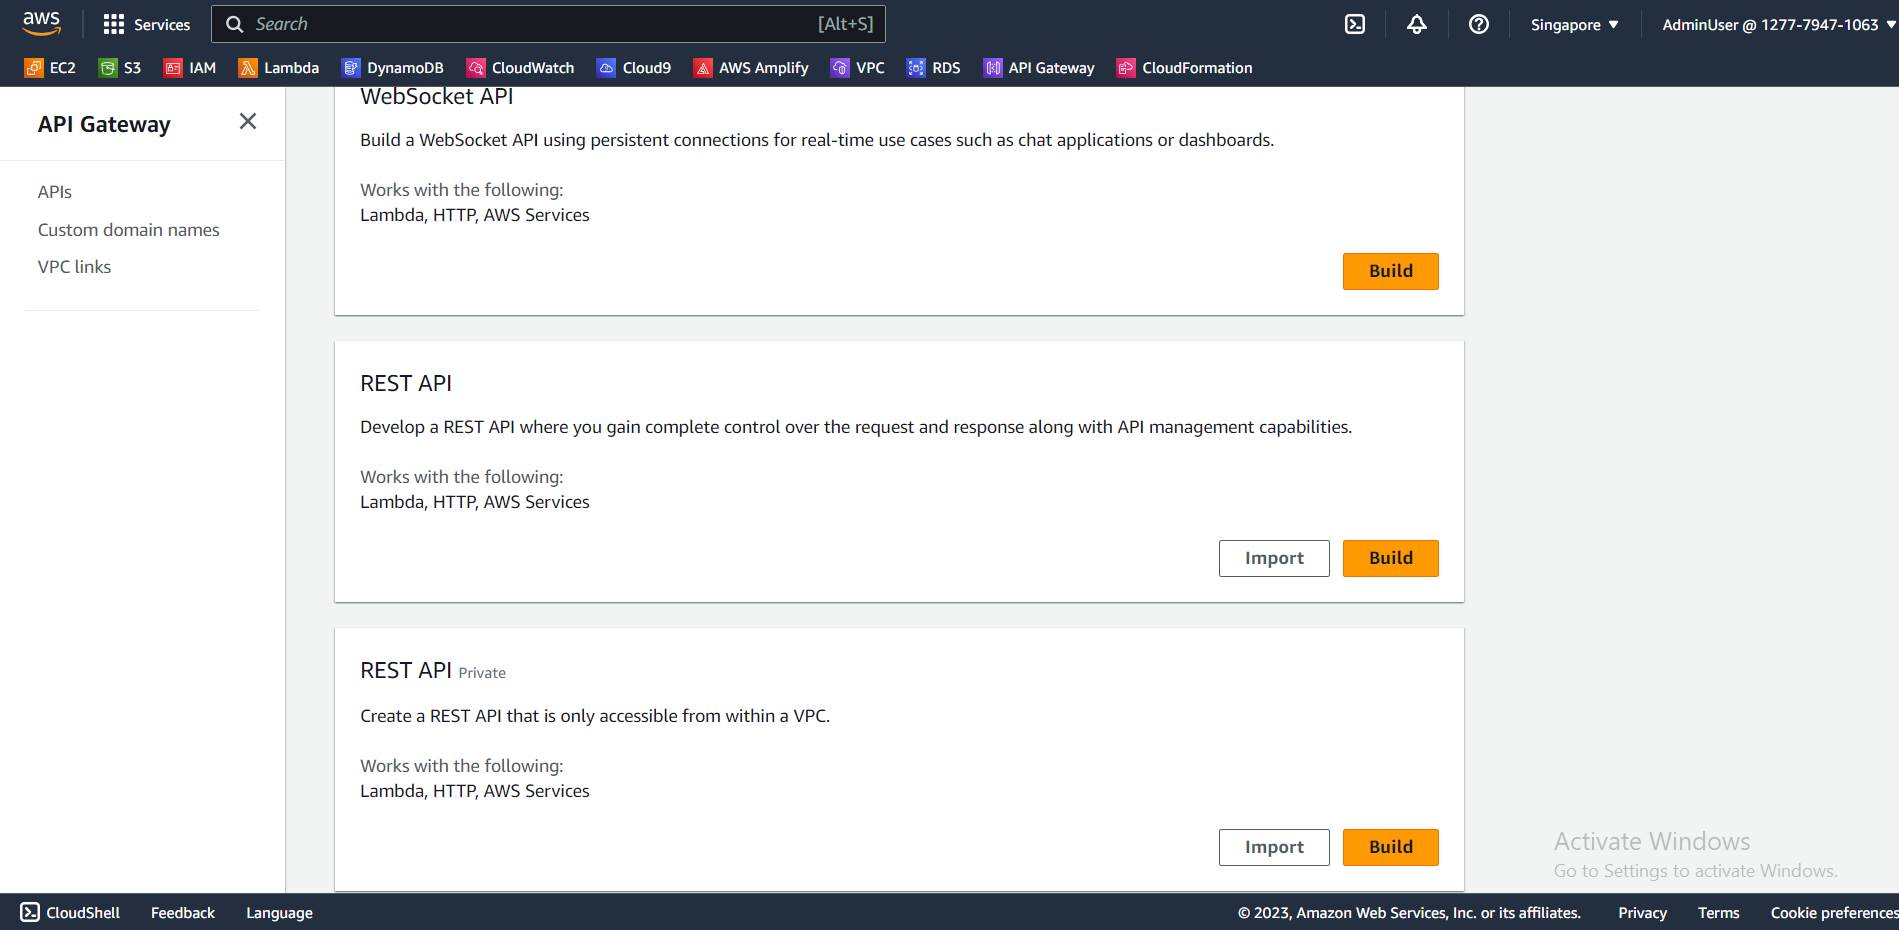 aws Services Search [Alt+S] Singapore AdminUser @ 1277-7947-1063
EC2 S3 IAM Lambda DynamoDB CloudWatch Cloud9 AWS Amplify VPC RDS API Gateway CloudFormation
API Gateway
APIs
Custom domain names
VPC links
WebSocket API
Build a WebSocket API using persistent connections for real-time use cases such as chat applications or dashboards.
Works with the following:
Lambda, HTTP, AWS Services
Build
REST API
Develop a REST API where you gain complete control over the request and response along with API management capabilities.
Works with the following:
Lambda, HTTP, AWS Services
Import Build
REST API Private
Create a REST API that is only accessible from within a VPC.
Works with the following:
Lambda, HTTP, AWS Services
Import Build
Activate Windows
Go to Settings to activate Windows.
CloudShell Feedback Language © 2023, Amazon Web Services, Inc. or its affiliates. Privacy Terms Cookie preferences